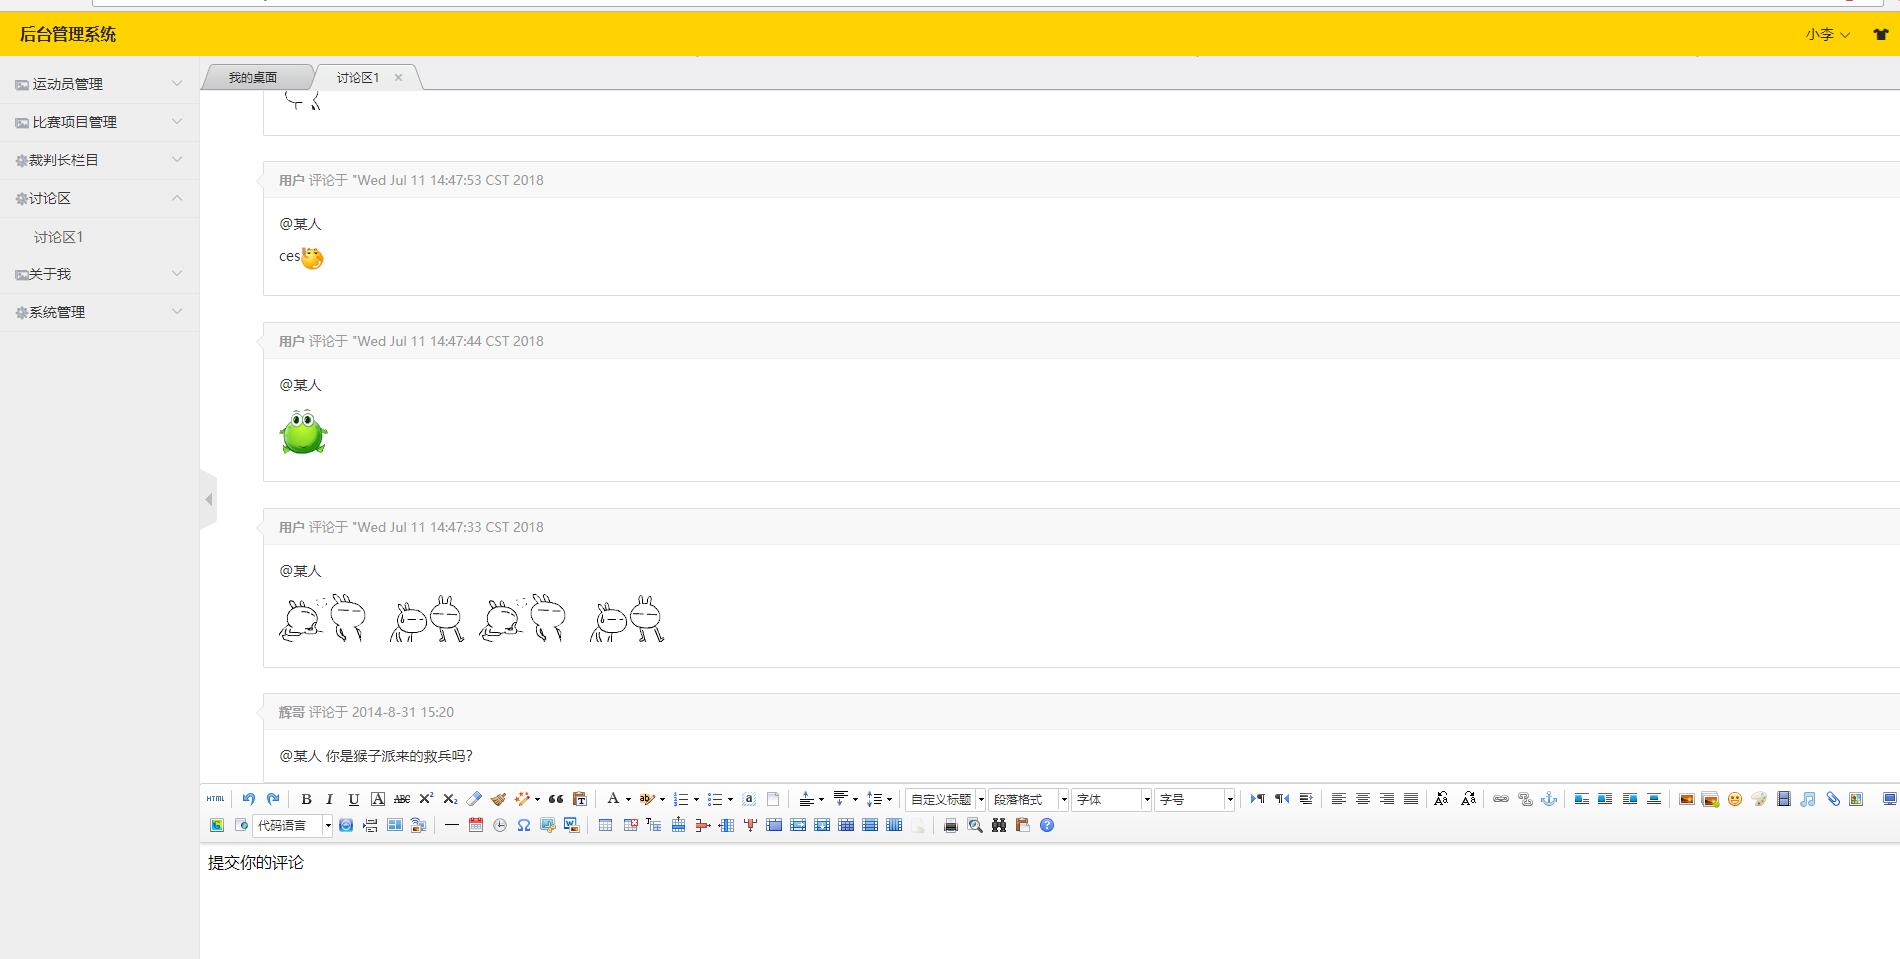 后台管理系统
小李
运动员管理
比赛项目管理
裁判长栏目
讨论区
讨论区1
关于我
系统管理
我的桌面
讨论区1
用户 评论于 "Wed Jul 11 14:47:53 CST 2018
@某人
ces
用户 评论于 "Wed Jul 11 14:47:44 CST 2018
@某人
用户 评论于 "Wed Jul 11 14:47:33 CST 2018
@某人
辉哥 评论于 2014-8-31 15:20
@某人 你是猴子派来的救兵吗?
HTML B I U A ABC X² X₂ A 自定义标题 段落格式 字体 字号
代码语言
提交你的评论